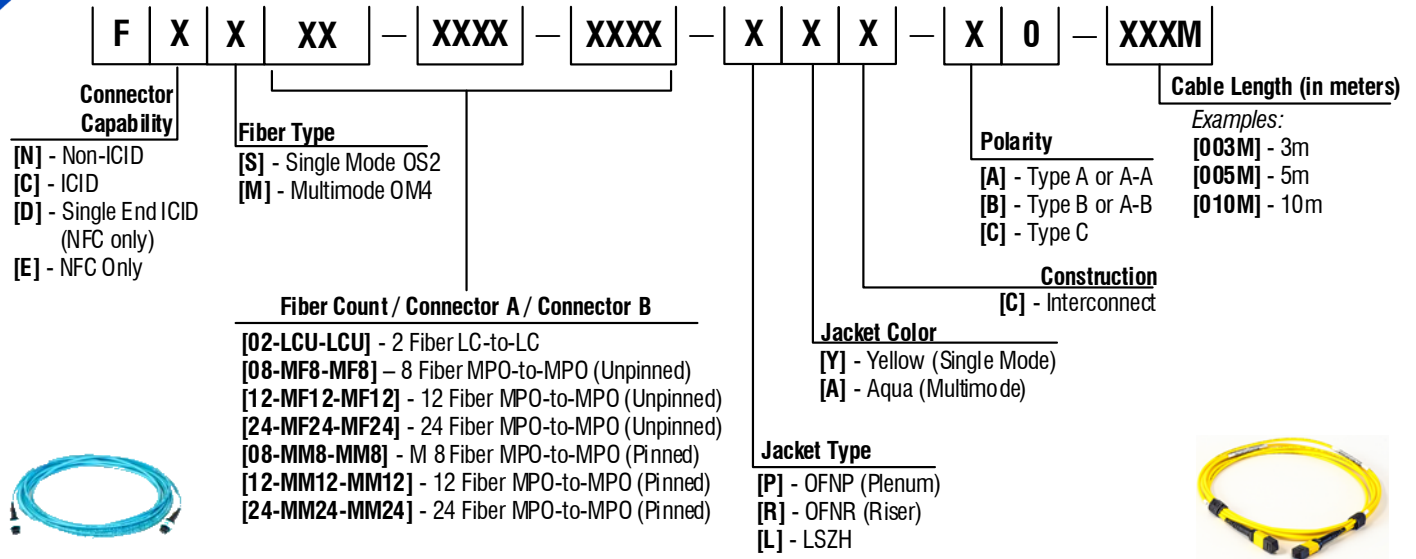 F X X XX – XXXX – XXXX – X X X – X 0 – XXXM
Connector
Capability
[N] - Non-ICID
[C] - ICID
[D] - Single End ICID
(NFC only)
[E] - NFC Only
Fiber Type
[S] - Single Mode OS2
[M] - Multimode OM4
Fiber Count / Connector A / Connector B
[02-LCU-LCU] - 2 Fiber LC-to-LC
[08-MF8-MF8] – 8 Fiber MPO-to-MPO (Unpinned)
[12-MF12-MF12] - 12 Fiber MPO-to-MPO (Unpinned)
[24-MF24-MF24] - 24 Fiber MPO-to-MPO (Unpinned)
[08-MM8-MM8] - M 8 Fiber MPO-to-MPO (Pinned)
[12-MM12-MM12] - 12 Fiber MPO-to-MPO (Pinned)
[24-MM24-MM24] - 24 Fiber MPO-to-MPO (Pinned)
Jacket Type
[P] - OFNP (Plenum)
[R] - OFNR (Riser)
[L] - LSZH
Jacket Color
[Y] - Yellow (Single Mode)
[A] - Aqua (Multimode)
Construction
[C] - Interconnect
Polarity
[A] - Type A or A-A
[B] - Type B or A-B
[C] - Type C
Cable Length (in meters)
Examples:
[003M] - 3m
[005M] - 5m
[010M] - 10m